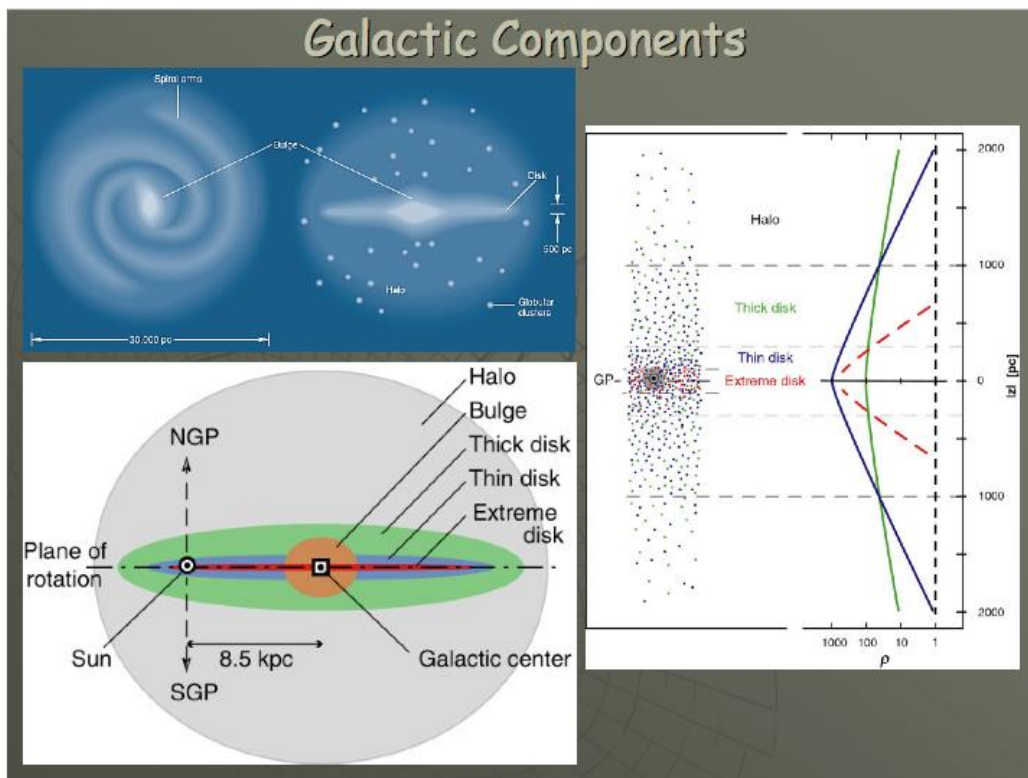 Galactic Components
Spiral arms
Bulge
Disk
500 pc
Halo
Globular
clusters
30,000 pc
Halo
Bulge
Thick disk
Thin disk
Extreme
disk
NGP
Plane of
rotation
Sun
8.5 kpc
Galactic center
SGP
2000
Halo
1000
Thick disk
Thin disk
GP
Extreme disk
0
|z| [pc]
1000
2000
1000 100 10 1
ρ